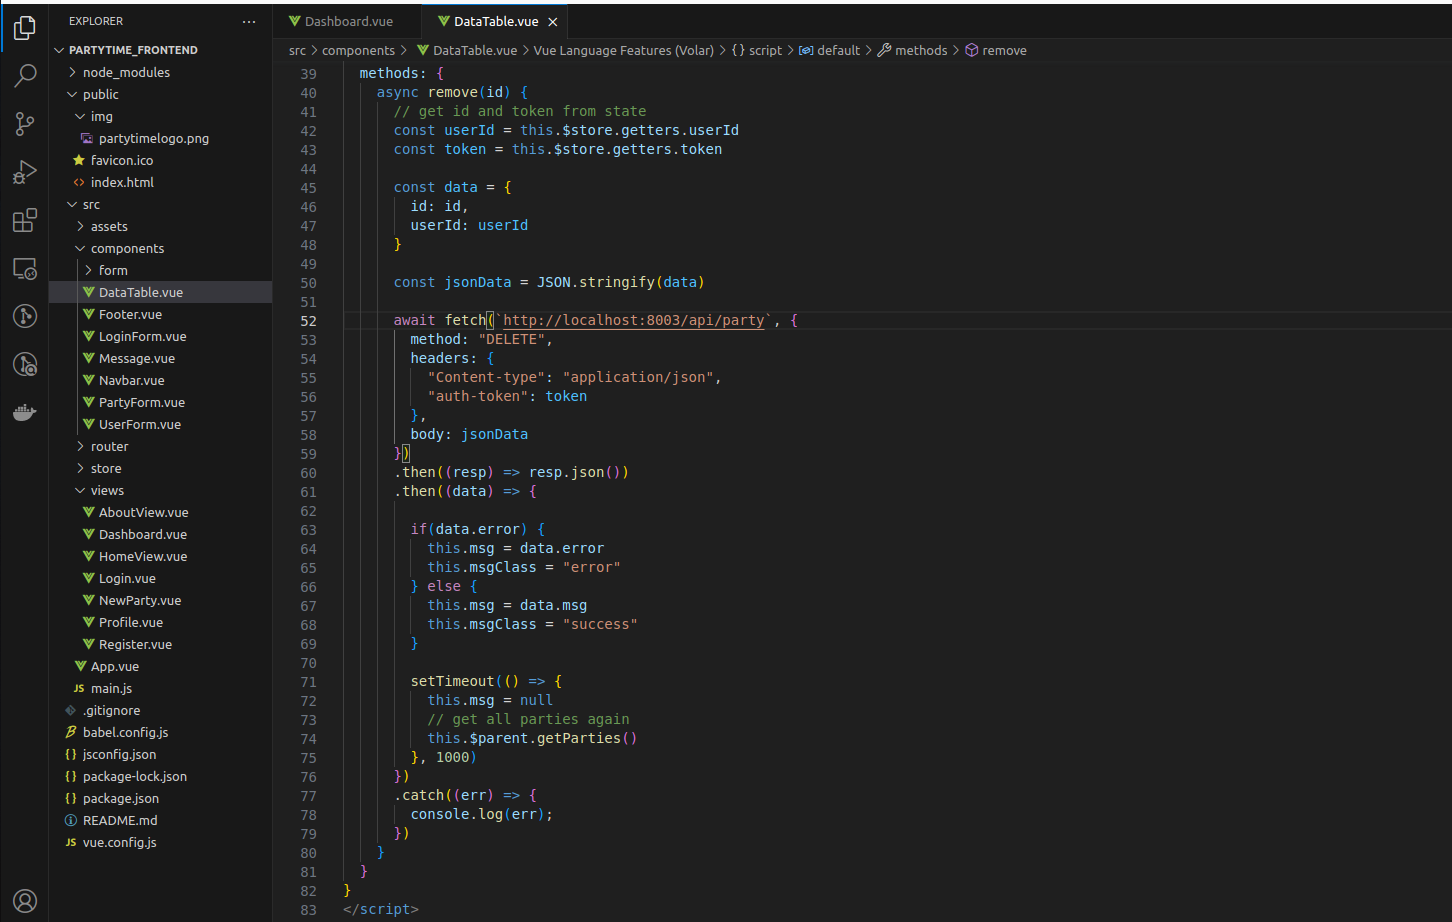 EXPLORER
···
PARTYTIME_FRONTEND
node_modules
public
img
partytimelogo.png
favicon.ico
index.html
src
assets
components
form
DataTable.vue
Footer.vue
LoginForm.vue
Message.vue
Navbar.vue
PartyForm.vue
UserForm.vue
router
store
views
AboutView.vue
Dashboard.vue
HomeView.vue
Login.vue
NewParty.vue
Profile.vue
Register.vue
App.vue
JS main.js
.gitignore
babel.config.js
{} jsconfig.json
{} package-lock.json
{} package.json
README.md
JS vue.config.js
Dashboard.vue
DataTable.vue
src > components > DataTable.vue > Vue Language Features (Volar) > {} script > default > methods > remove
39 methods: {
40 async remove(id) {
41 // get id and token from state
42 const userId = this.$store.getters.userId
43 const token = this.$store.getters.token
44
45 const data = {
46 id: id,
47 userId: userId
48 }
49
50 const jsonData = JSON.stringify(data)
51
52 await fetch(`http://localhost:8003/api/party`, {
53 method: "DELETE",
54 headers: {
55 "Content-type": "application/json",
56 "auth-token": token
57 },
58 body: jsonData
59 })
60 .then((resp) => resp.json())
61 .then((data) => {
62
63 if(data.error) {
64 this.msg = data.error
65 this.msgClass = "error"
66 } else {
67 this.msg = data.msg
68 this.msgClass = "success"
69 }
70
71 setTimeout(() => {
72 this.msg = null
73 // get all parties again
74 this.$parent.getParties()
75 }, 1000)
76 })
77 .catch((err) => {
78 console.log(err);
79 })
80 }
81 }
82 }
83 </script>